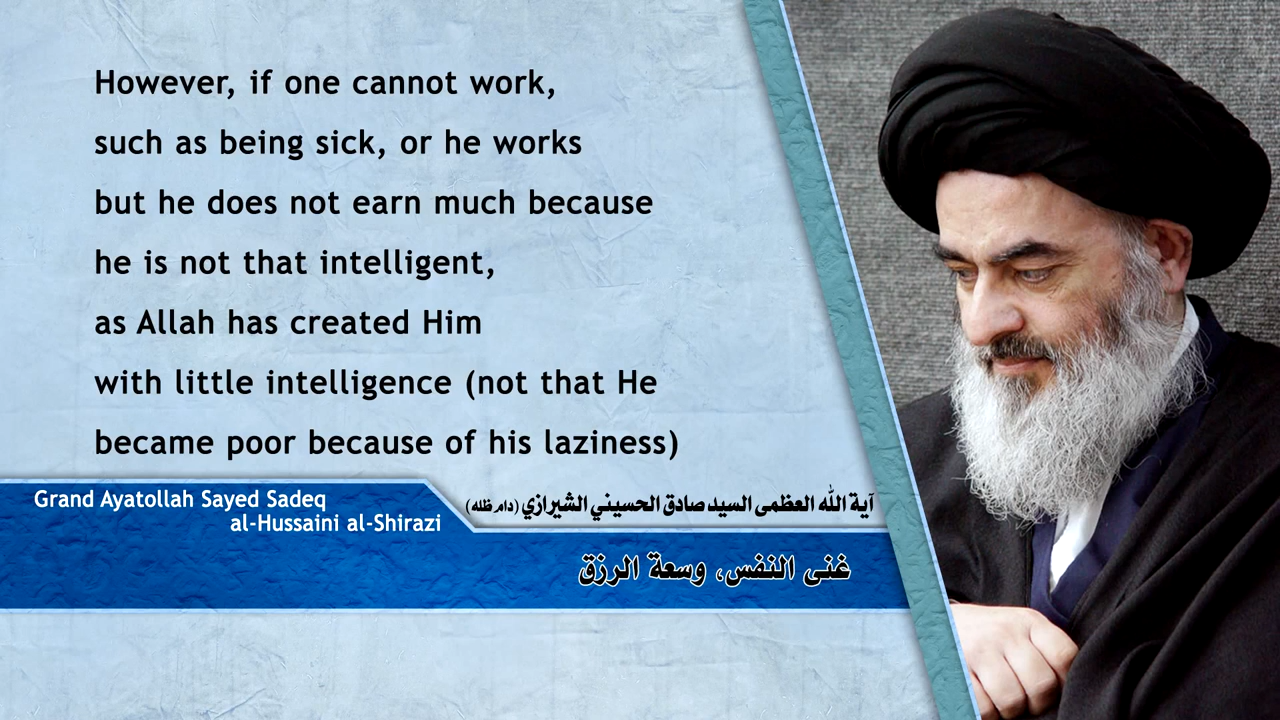 However, if one cannot work,
such as being sick, or he works
but he does not earn much because
he is not that intelligent,
as Allah has created Him
with little intelligence (not that He
became poor because of his laziness)
Grand Ayatollah Sayed Sadeq
al-Hussaini al-Shirazi
آية الله العظمى السيد صادق الحسيني الشيرازي (دام ظله)
غنى النفس، وسعة الرزق